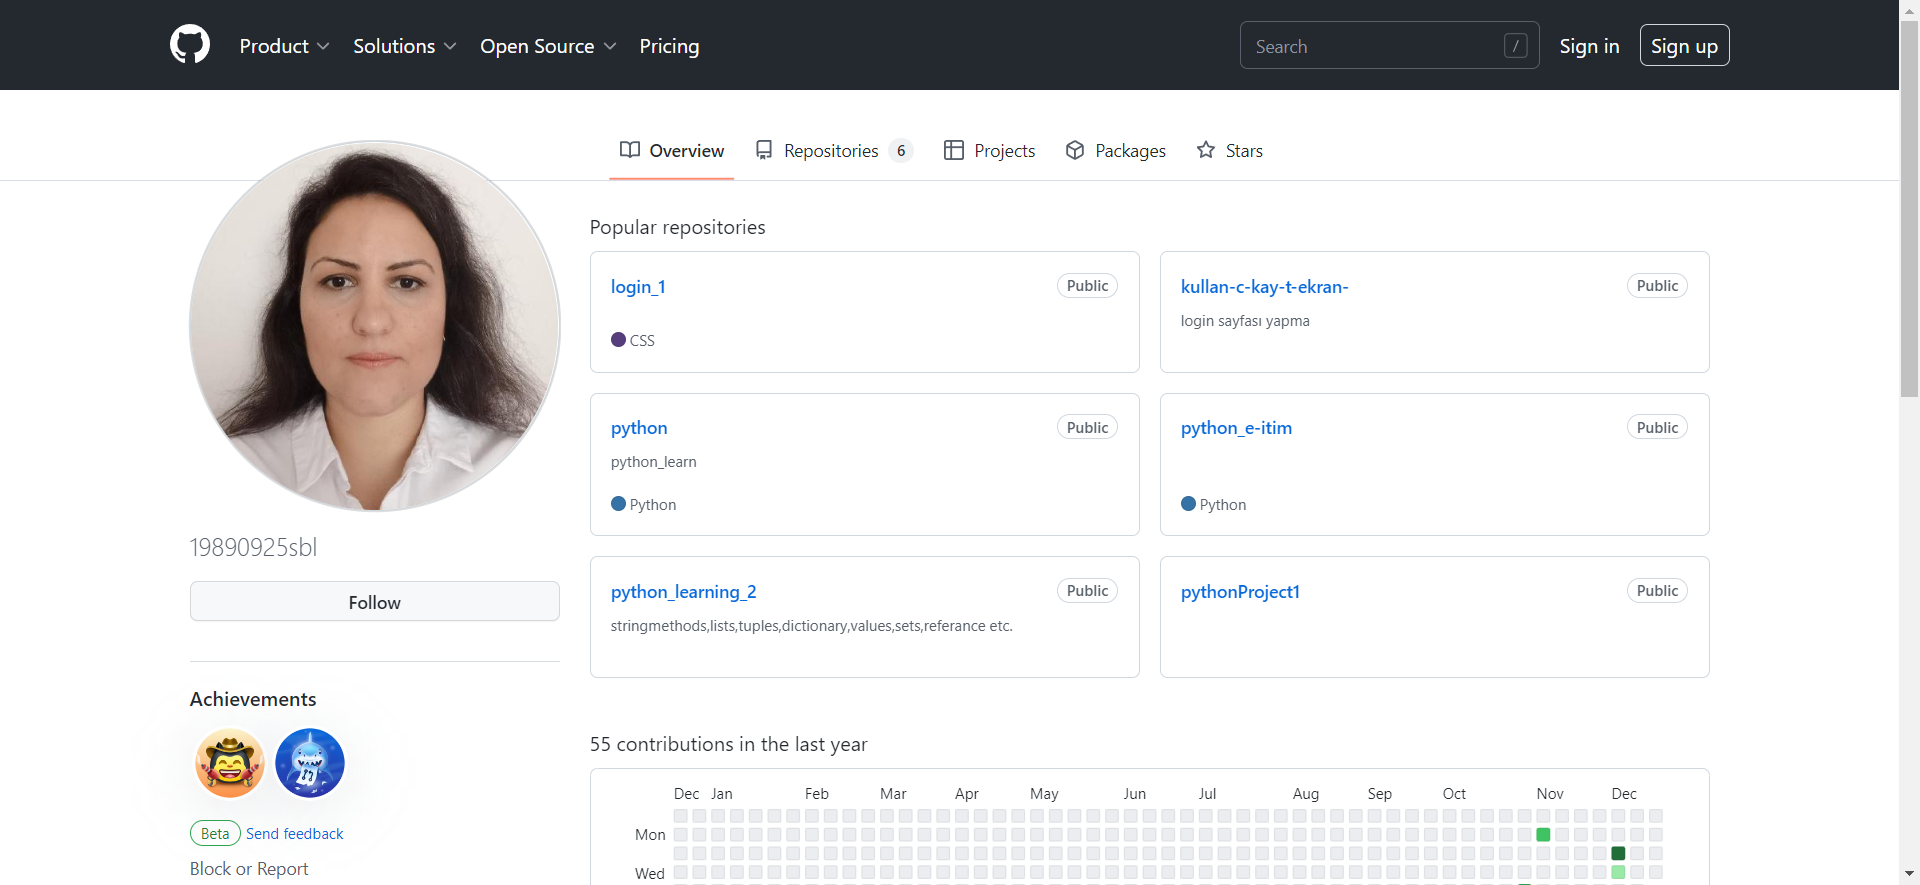 Product
Solutions
Open Source
Pricing
Search
/
Sign in
Sign up
Overview
Repositories 6
Projects
Packages
Stars
19890925sbl
Follow
Achievements
Beta Send feedback
Block or Report
Popular repositories
login_1
Public
CSS
kullan-c-kay-t-ekran-
Public
login sayfası yapma
python
Public
python_learn
Python
python_e-itim
Public
Python
python_learning_2
Public
stringmethods,lists,tuples,dictionary,values,sets,referance etc.
pythonProject1
Public
55 contributions in the last year
Dec Jan Feb Mar Apr May Jun Jul Aug Sep Oct Nov Dec
Mon
Wed